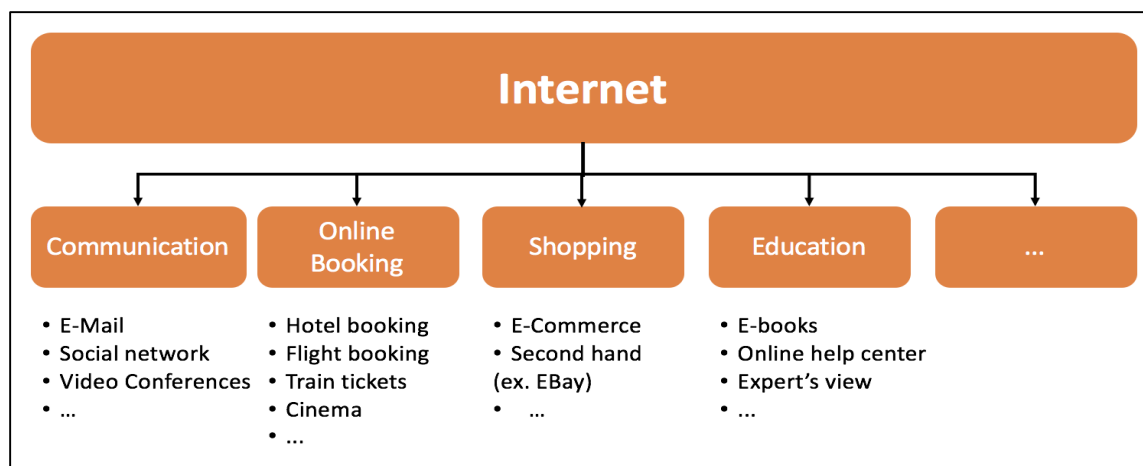 Internet
Communication
Online
Booking
Shopping
Education
...
• E-Mail
• Social network
• Video Conferences
• ...
• Hotel booking
• Flight booking
• Train tickets
• Cinema
• ...
• E-Commerce
• Second hand
(ex. EBay)
• ...
• E-books
• Online help center
• Expert’s view
• ...